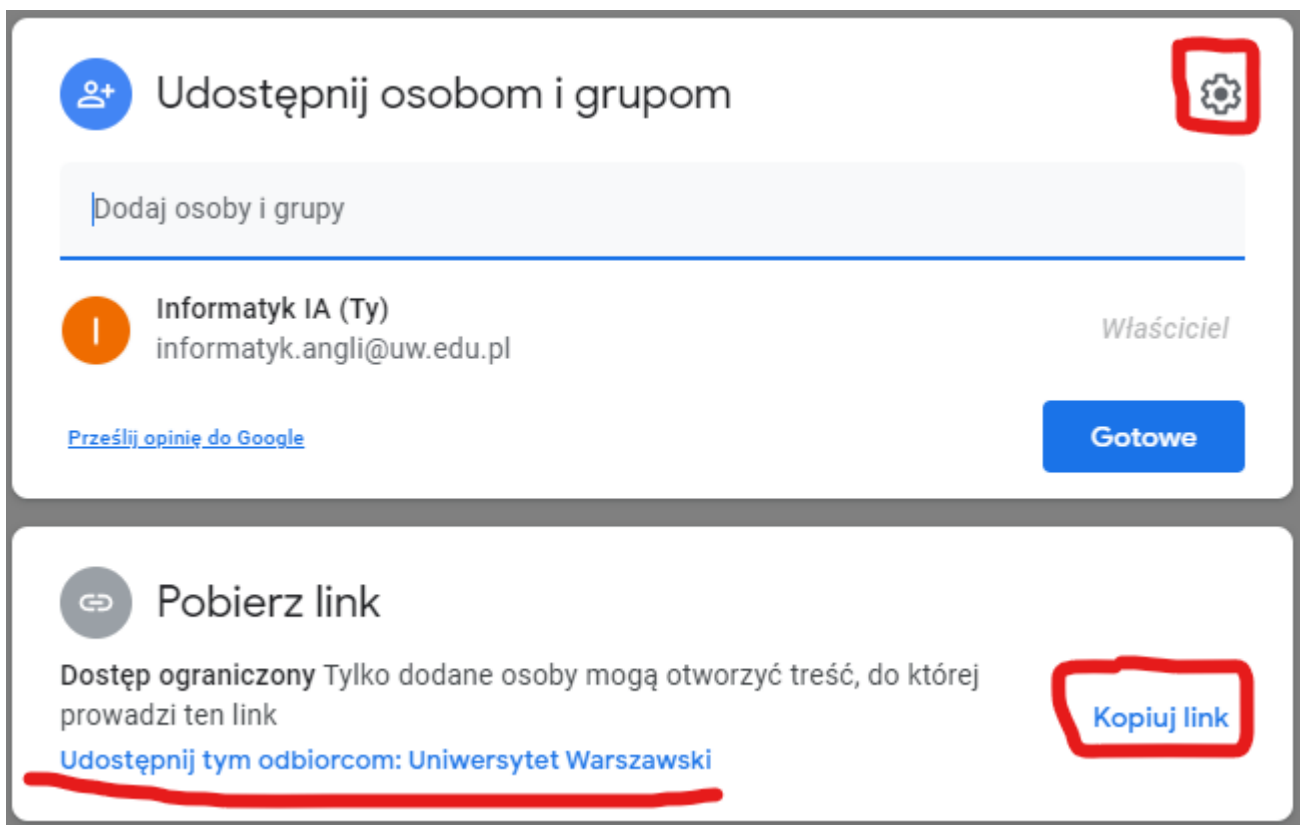 Udostępnij osobom i grupom
Dodaj osoby i grupy
I
Informatyk IA (Ty)
informatyk.angli@uw.edu.pl
Właściciel
Prześlij opinię do Google
Gotowe
Pobierz link
Dostęp ograniczony Tylko dodane osoby mogą otworzyć treść, do której
prowadzi ten link
Kopiuj link
Udostępnij tym odbiorcom: Uniwersytet Warszawski